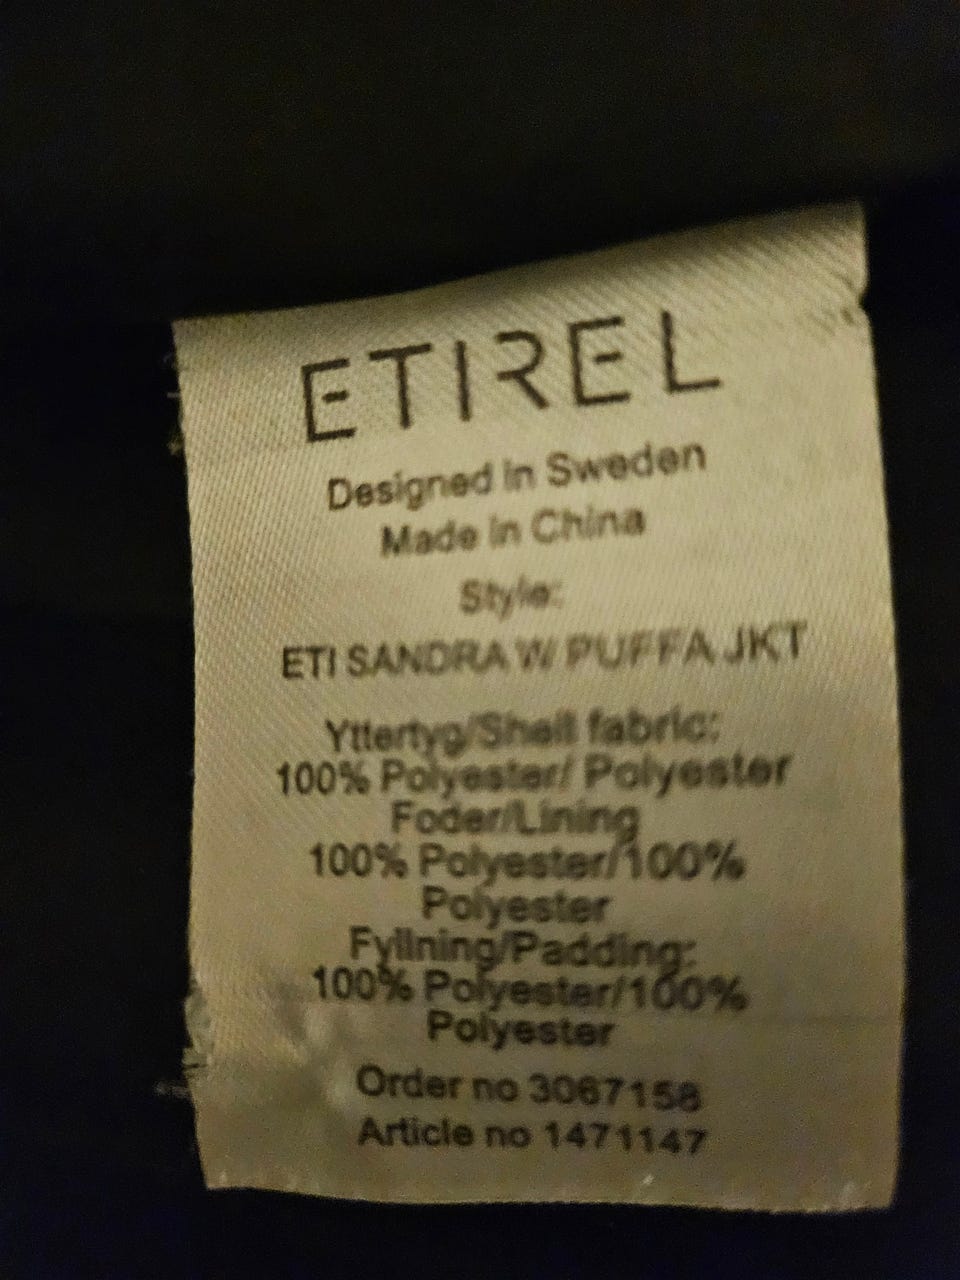 ETIREL
Designed in Sweden
Made in China
Style:
ETI SANDRA W PUFFA JKT
Yttertyg/Shell fabric:
100% Polyester/ Polyester
Foder/Lining
100% Polyester/100%
Polyester
Fyllning/Padding:
100% Polyester/100%
Polyester
Order no 3067158
Article no 1471147